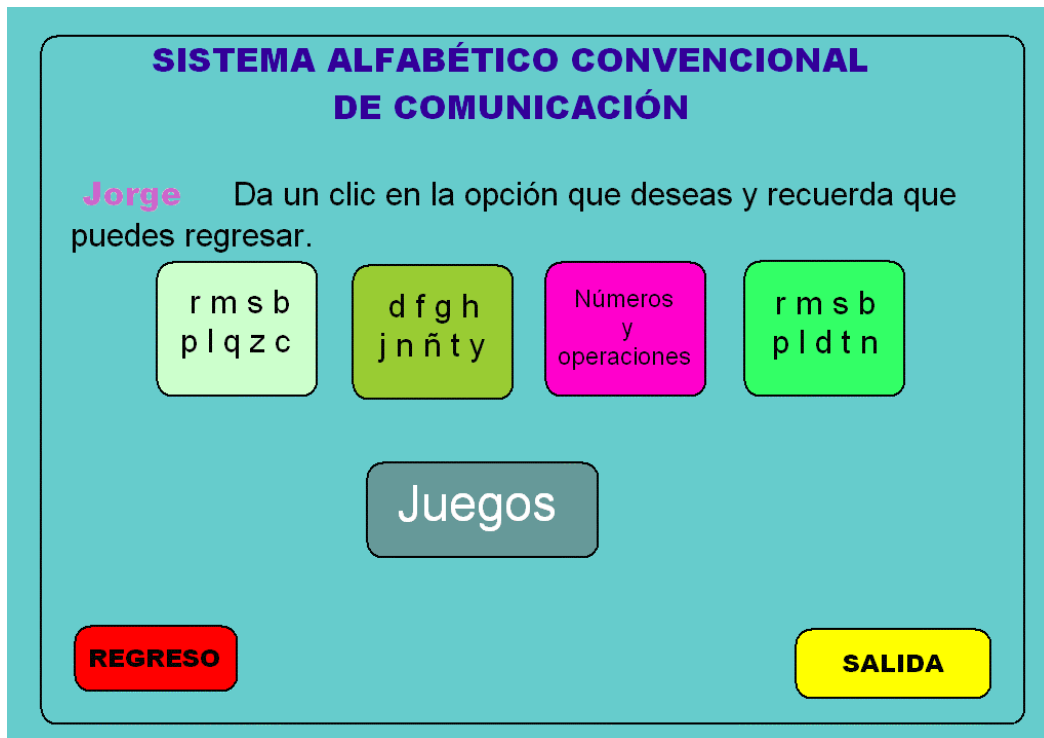 SISTEMA ALFABÉTICO CONVENCIONAL
DE COMUNICACIÓN
Jorge Da un clic en la opción que deseas y recuerda que
puedes regresar.
r m s b
p l q z c
d f g h
j n ñ t y
Números
y
operaciones
r m s b
p l d t n
Juegos
REGRESO
SALIDA